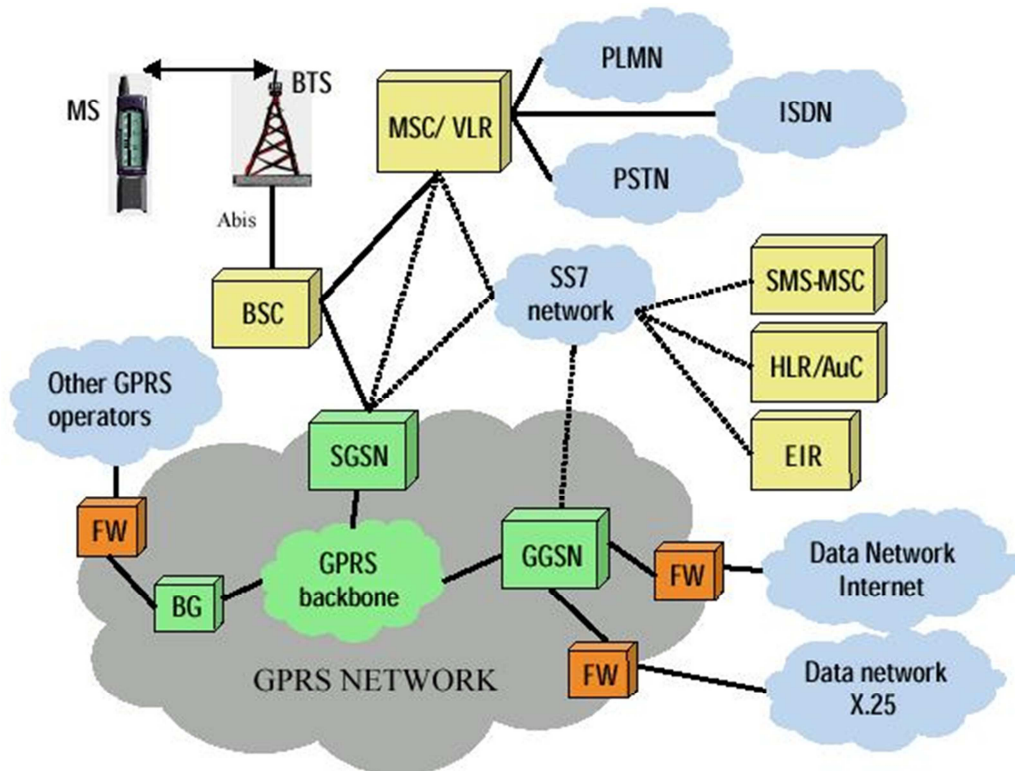 PLMN
BTS
MS
MSC/ VLR
ISDN
PSTN
Abis
SS7
network
SMS-MSC
BSC
HLR/AuC
Other GPRS
operators
SGSN
EIR
FW
GPRS
backbone
GGSN
FW
Data Network
Internet
BG
GPRS NETWORK
FW
Data network
X.25